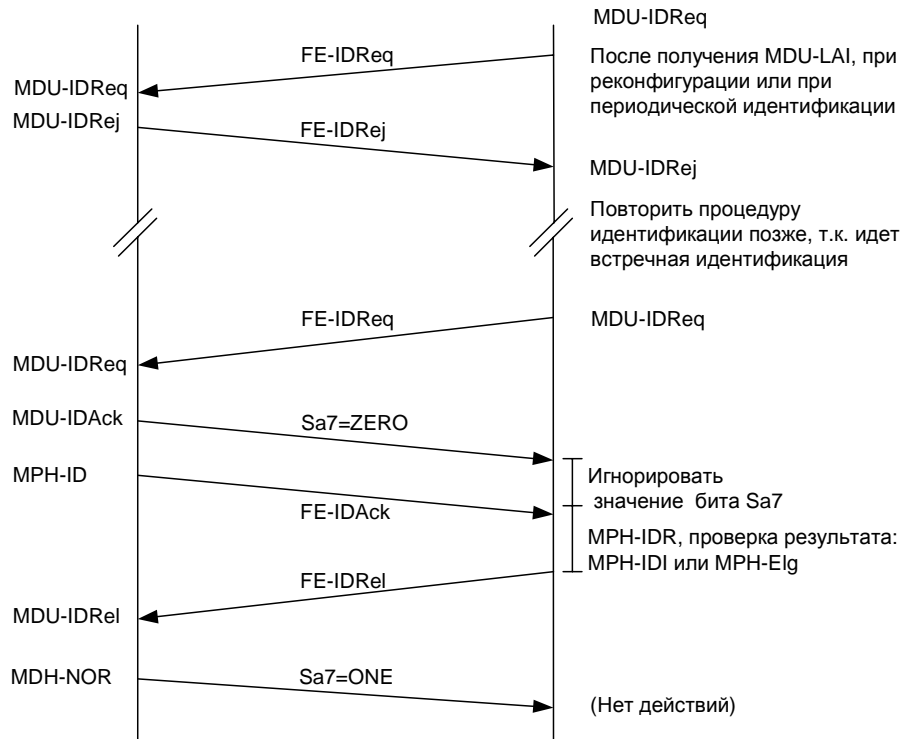 MDU-IDReq
FE-IDReq
После получения MDU-LAI, при
реконфигурации или при
периодической идентификации
MDU-IDReq
MDU-IDRej
FE-IDRej
MDU-IDRej
Повторить процедуру
идентификации позже, т.к. идет
встречная идентификация
FE-IDReq
MDU-IDReq
MDU-IDReq
MDU-IDAck
Sa7=ZERO
MPH-ID
Игнорировать
значение бита Sa7
FE-IDAck
MPH-IDR, проверка результата:
MPH-IDI или MPH-EIg
FE-IDRel
MDU-IDRel
MDH-NOR
Sa7=ONE
(Нет действий)